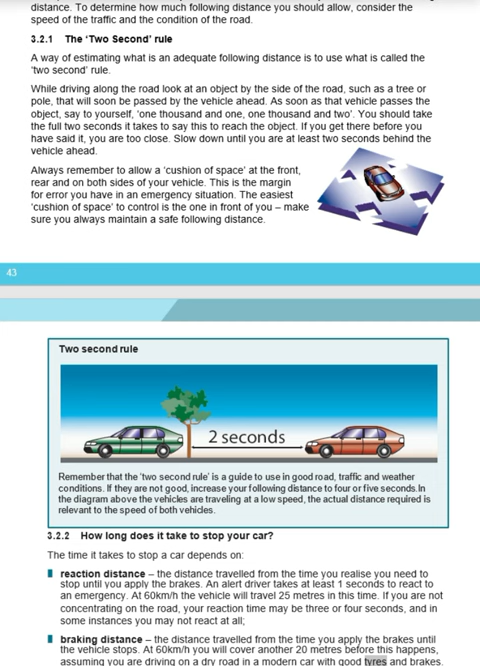 distance. To determine how much following distance you should allow, consider the
speed of the traffic and the condition of the road.
3.2.1 The ‘Two Second’ rule
A way of estimating what is an adequate following distance is to use what is called the
‘two second’ rule.
While driving along the road look at an object by the side of the road, such as a tree or
pole, that will soon be passed by the vehicle ahead. As soon as that vehicle passes the
object, say to yourself, ‘one thousand and one, one thousand and two’. You should take
the full two seconds it takes to say this to reach the object. If you get there before you
have said it, you are too close. Slow down until you are at least two seconds behind the
vehicle ahead.
Always remember to allow a ‘cushion of space’ at the front,
rear and on both sides of your vehicle. This is the margin
for error you have in an emergency situation. The easiest
‘cushion of space’ to control is the one in front of you – make
sure you always maintain a safe following distance.
43
Two second rule
2 seconds
Remember that the ‘two second rule’ is a guide to use in good road, traffic and weather
conditions. If they are not good, increase your following distance to four or five seconds.In
the diagram above the vehicles are traveling at a low speed, the actual distance required is
relevant to the speed of both vehicles.
3.2.2 How long does it take to stop your car?
The time it takes to stop a car depends on:
reaction distance – the distance travelled from the time you realise you need to
stop until you apply the brakes. An alert driver takes at least 1 seconds to react to
an emergency. At 60km/h the vehicle will travel 25 metres in this time. If you are not
concentrating on the road, your reaction time may be three or four seconds, and in
some instances you may not react at all;
braking distance – the distance travelled from the time you apply the brakes until
the vehicle stops. At 60km/h you will cover another 20 metres before this happens,
assuming you are driving on a dry road in a modern car with good tyres and brakes.